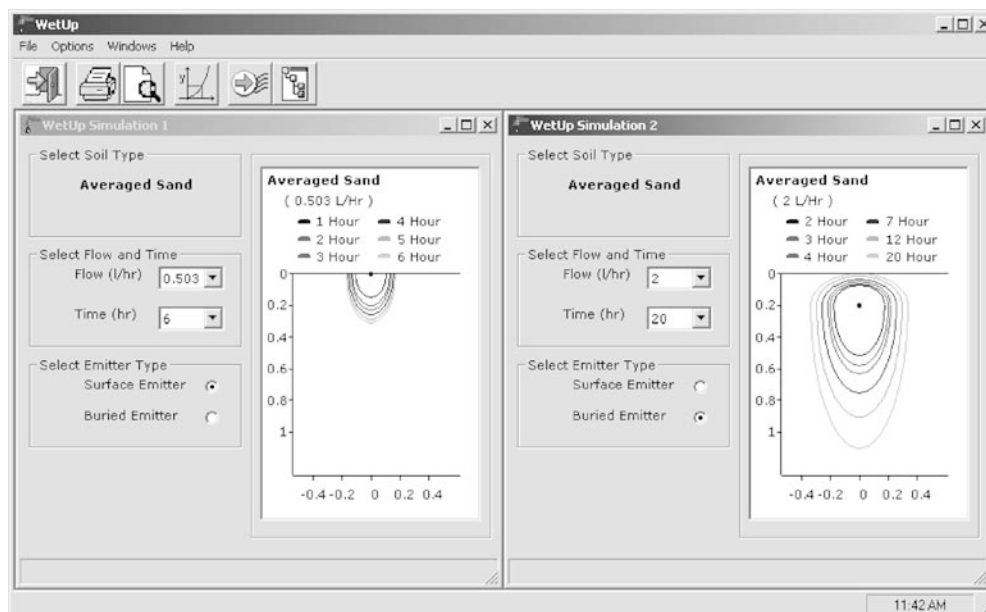 WetUp
File Options Windows Help
y
x
WetUp Simulation 1
Select Soil Type
Averaged Sand
Select Flow and Time
Flow (l/hr) 0.503
Time (hr) 6
Select Emitter Type
Surface Emitter
Buried Emitter
Averaged Sand
( 0.503 L/Hr )
1 Hour 4 Hour
2 Hour 5 Hour
3 Hour 6 Hour
0
0.2
0.4
0.6
0.8
1
-0.4 -0.2 0 0.2 0.4
WetUp Simulation 2
Select Soil Type
Averaged Sand
Select Flow and Time
Flow (l/hr) 2
Time (hr) 20
Select Emitter Type
Surface Emitter
Buried Emitter
Averaged Sand
( 2 L/Hr )
2 Hour 7 Hour
3 Hour 12 Hour
4 Hour 20 Hour
0
0.2
0.4
0.6
0.8
1
-0.4 -0.2 0 0.2 0.4
11:42 AM